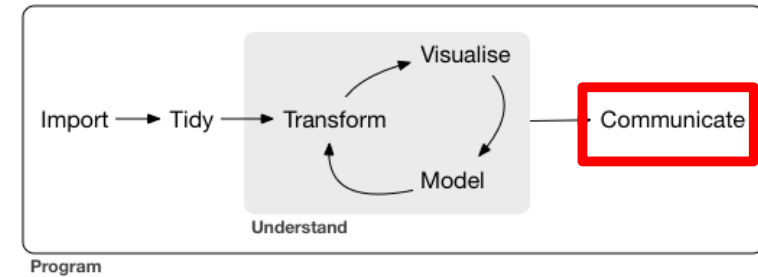 Visualise
Import
Tidy
Transform
Communicate
Model
Understand
Program